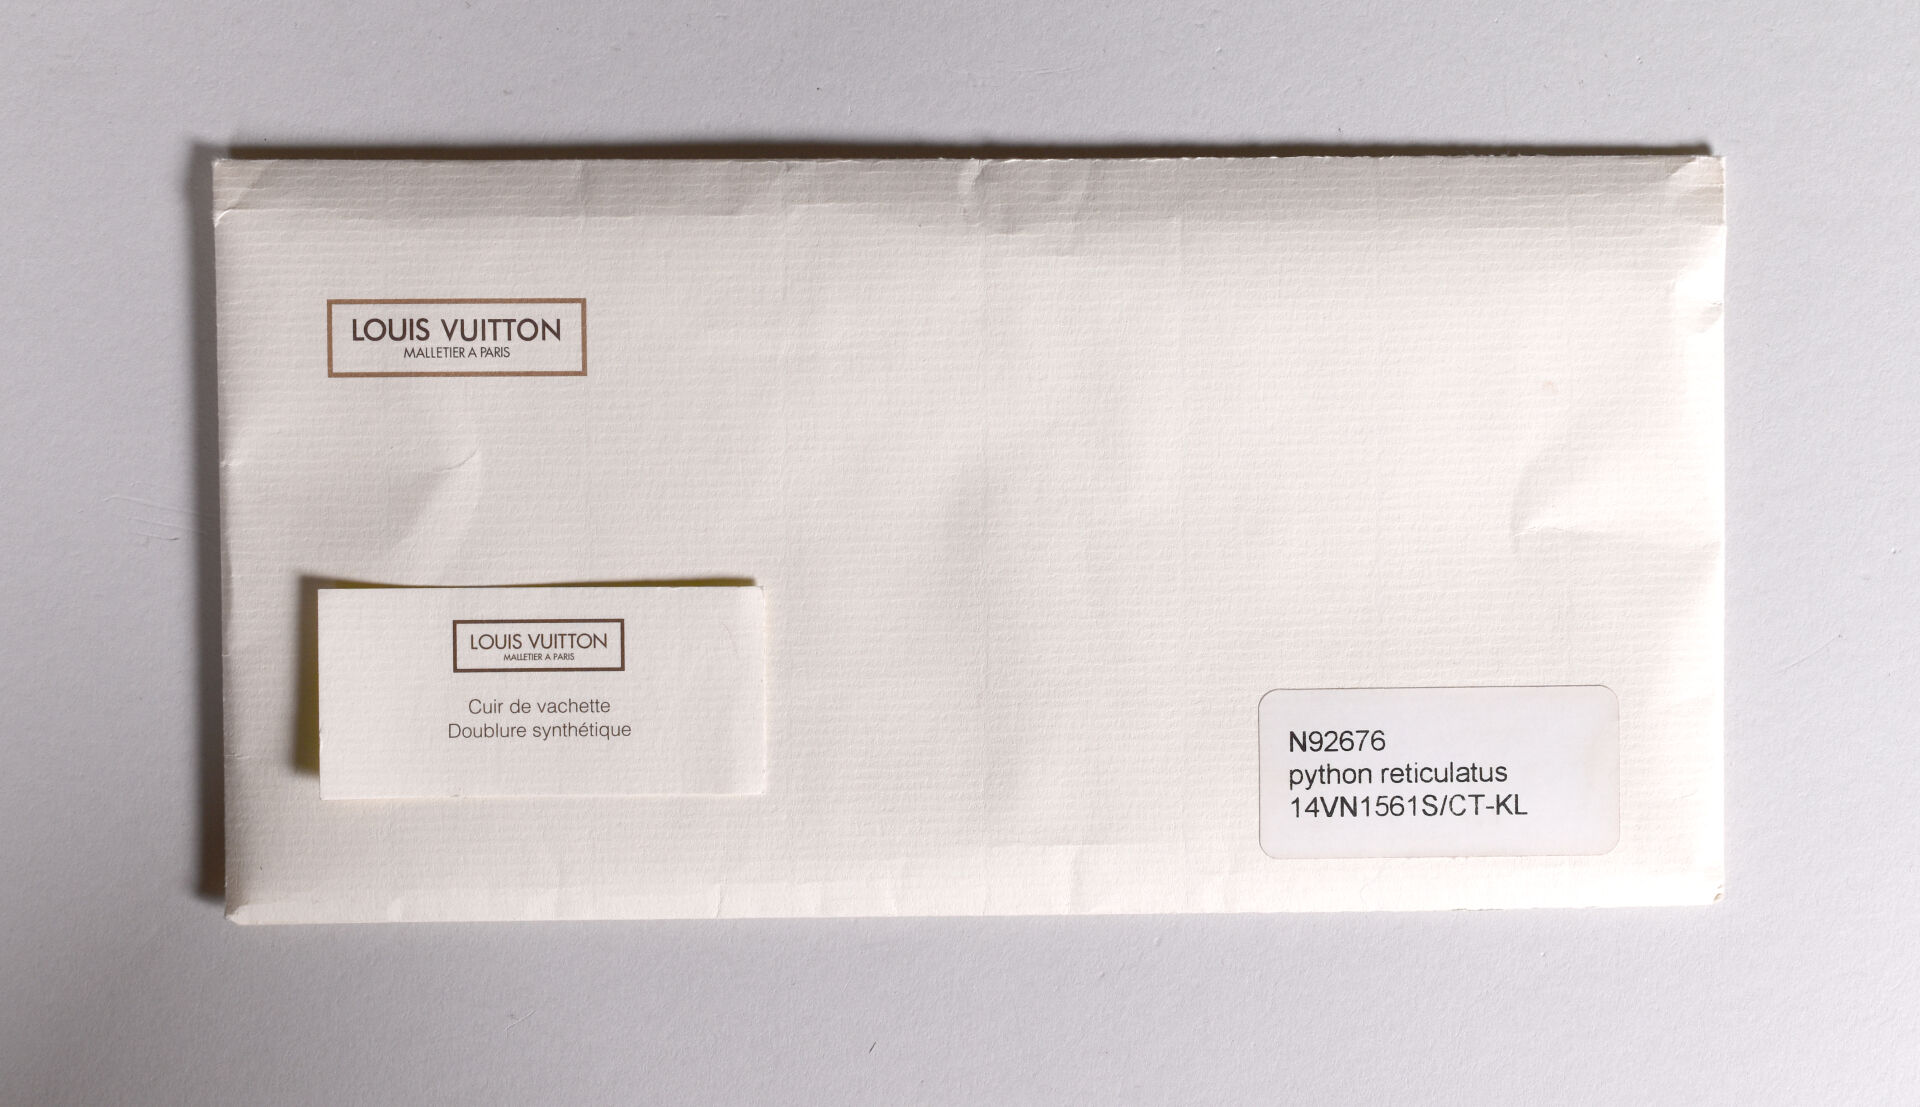 LOUIS VUITTON
MALLETIER A PARIS
LOUIS VUITTON
MALLETIER A PARIS
Cuir de vachette
Doublure synthétique
N92676
python reticulatus
14VN1561S/CT-KL